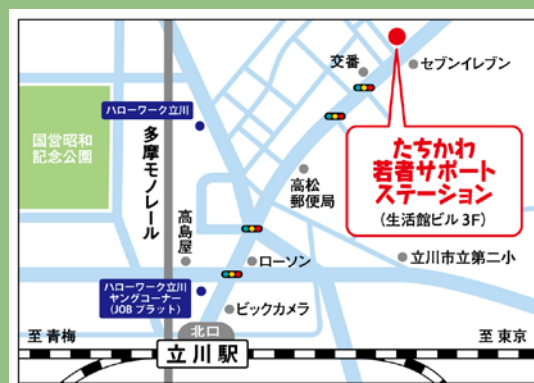 交番
セブンイレブン
ハローワーク立川
国営昭和
記念公園
多摩モノレール
たちかわ
若者サポート
ステーション
(生活館ビル 3F)
高松
郵便局
高島屋
ローソン
立川市立第二小
ハローワーク立川
ヤングコーナー
(JOB プラット)
ビックカメラ
北口
至 青梅
立川駅
至 東京